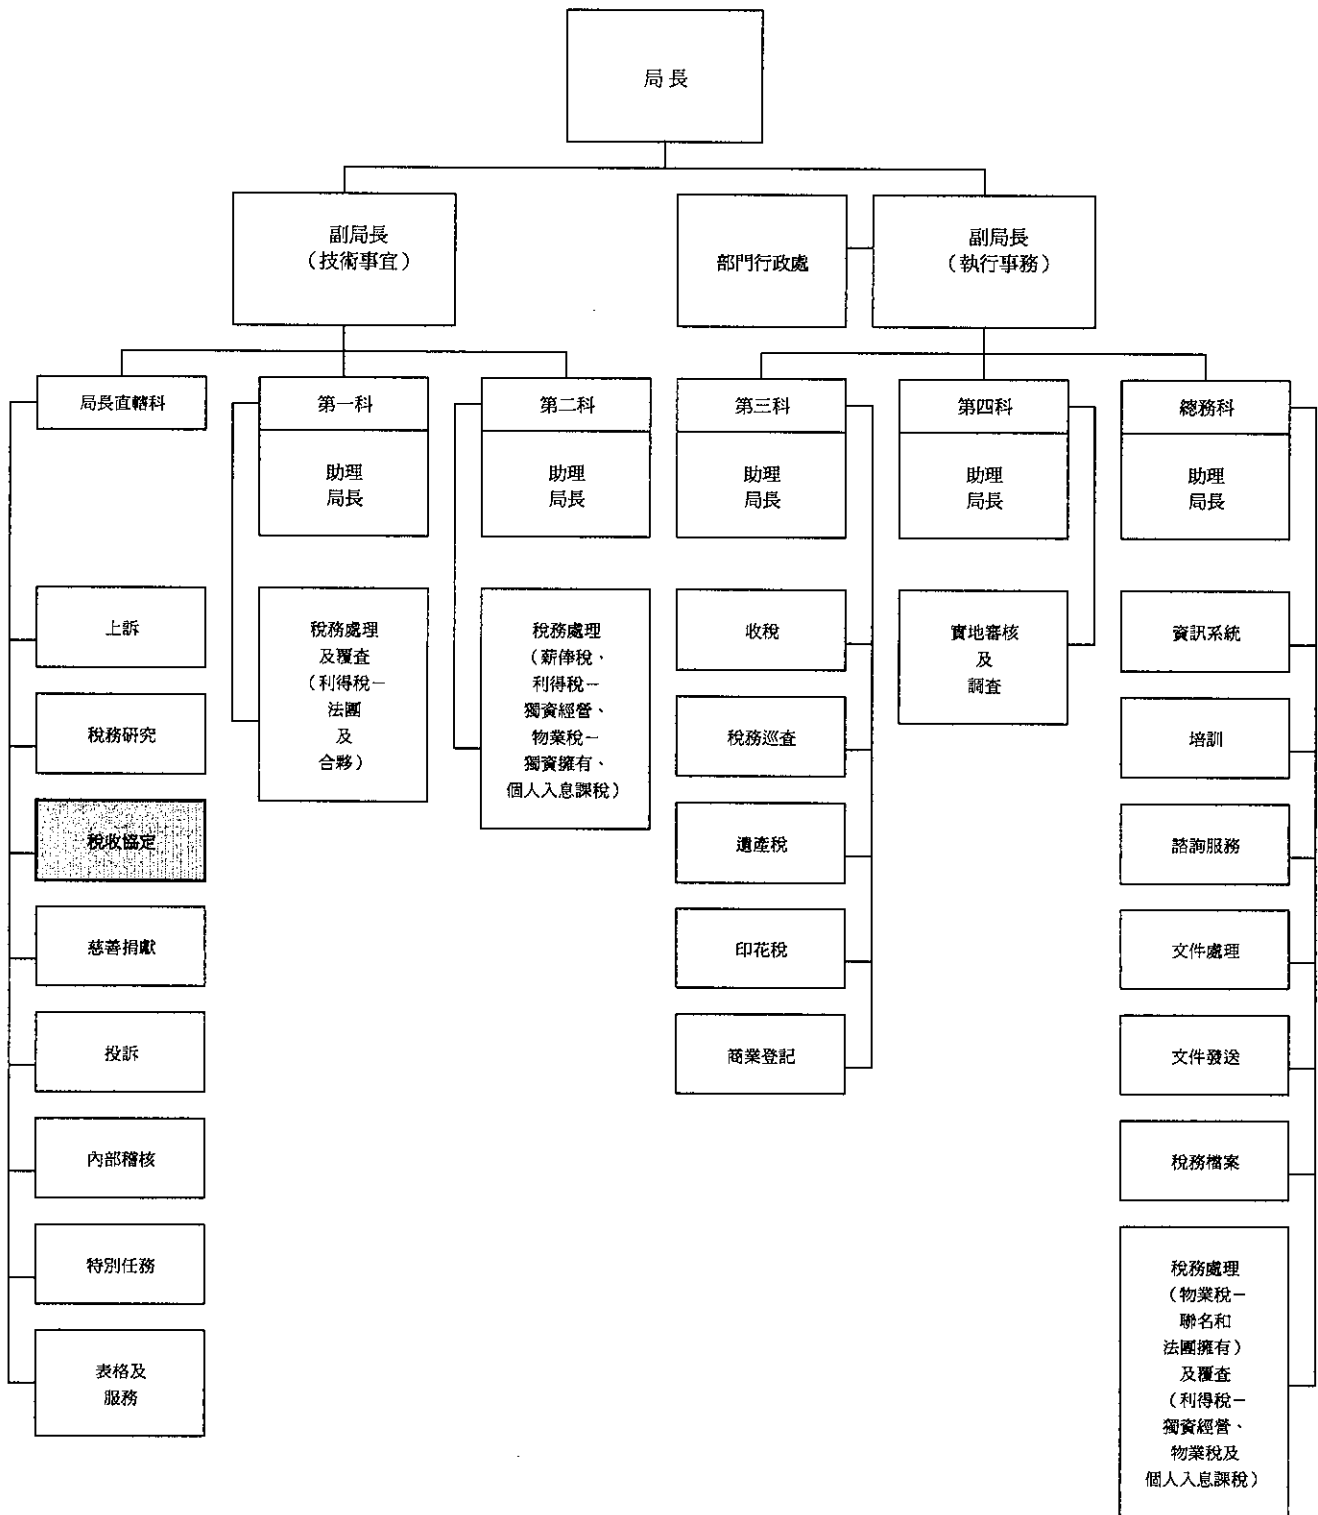 局長
副局長
（技術事宜）
部門行政處
副局長
（執行事務）
局長直轄科
第一科
助理
局長
第二科
助理
局長
第三科
助理
局長
第四科
助理
局長
總務科
助理
局長
上訴
稅務研究
稅收協定
慈善捐獻
投訴
內部稽核
特別任務
表格及
服務
稅務處理
及覆查
（利得稅－
法團
及
合夥）
稅務處理
（薪俸稅、
利得稅－
獨資經營、
物業稅－
獨資擁有、
個人入息課稅）
收稅
稅務巡查
遺產稅
印花稅
商業登記
實地審核
及
調查
資訊系統
培訓
諮詢服務
文件處理
文件發送
稅務檔案
稅務處理
（物業稅－
聯名和
法團擁有）
及覆查
（利得稅－
獨資經營、
物業稅及
個人入息課稅）